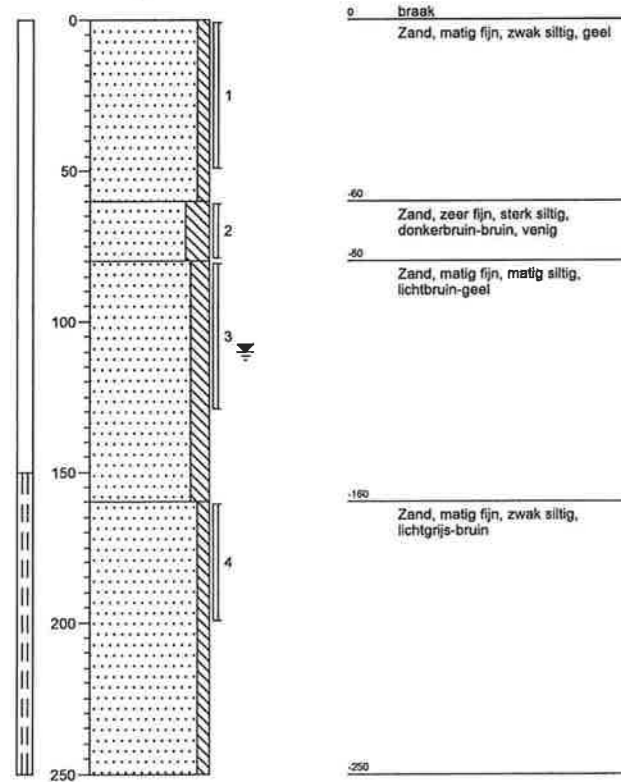 0
50
100
150
200
250
1
2
3
4
0 braak
Zand, matig fijn, zwak siltig, geel
-60
Zand, zeer fijn, sterk siltig,
donkerbruin-bruin, venig
-80
Zand, matig fijn, matig siltig,
lichtbruin-geel
-160
Zand, matig fijn, zwak siltig,
lichtgrijs-bruin
-250